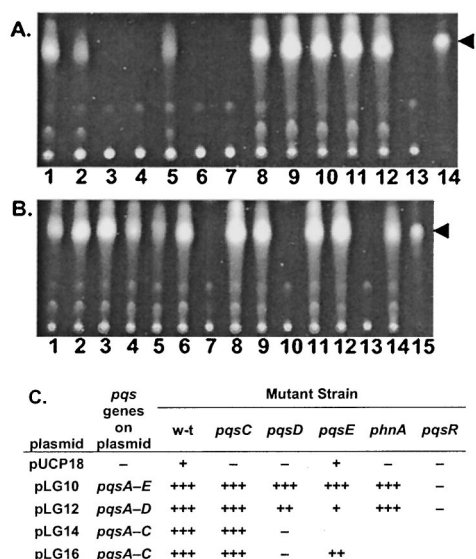 A.
1 2 3 4 5 6 7 8 9 10 11 12 13 14
B.
1 2 3 4 5 6 7 8 9 10 11 12 13 14 15
C. pqs Mutant Strain
genes
on
plasmid plasmid w-t pqsC pqsD pqsE phnA pqsR
pUCP18 – + – – + – –
pLG10 pqsA–E +++ +++ +++ +++ +++ –
pLG12 pqsA–D +++ +++ ++ + +++ –
pLG14 pqsA–C +++ +++ –
pLG16 pqsA–C +++ +++ – ++